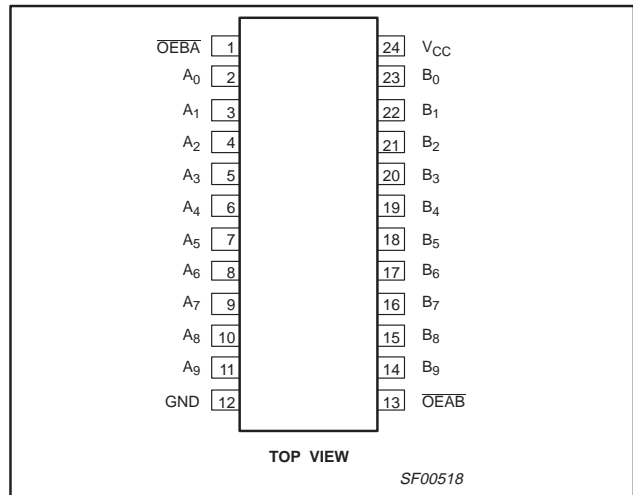 O̅E̅B̅A̅ 1 24 VCC
A0 2 23 B0
A1 3 22 B1
A2 4 21 B2
A3 5 20 B3
A4 6 19 B4
A5 7 18 B5
A6 8 17 B6
A7 9 16 B7
A8 10 15 B8
A9 11 14 B9
GND 12 13 O̅E̅A̅B̅
TOP VIEW
SF00518